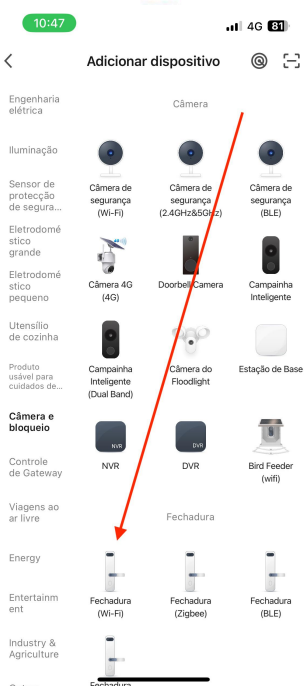 10:47
4G 81
Adicionar dispositivo
Engenharia
elétrica
Iluminação
Sensor de
protecção
de segura...
Eletrodomé
stico
grande
Eletrodomé
stico
pequeno
Utensílio
de cozinha
Produto
usável para
cuidados de...
Câmera e
bloqueio
Controle
de Gateway
Viagens ao
ar livre
Energy
Entertainm
ent
Industry &
Agriculture
Câmera
Câmera de
segurança
(Wi-Fi)
Câmera de
segurança
(2.4GHz&5GHz)
Câmera de
segurança
(BLE)
Câmera 4G
(4G)
Doorbell Camera
Campainha
Inteligente
Campainha
Inteligente
(Dual Band)
Câmera do
Floodlight
Estação de Base
NVR
NVR
DVR
DVR
Bird Feeder
(wifi)
Fechadura
Fechadura
(Wi-Fi)
Fechadura
(Zigbee)
Fechadura
(BLE)
Fechadura